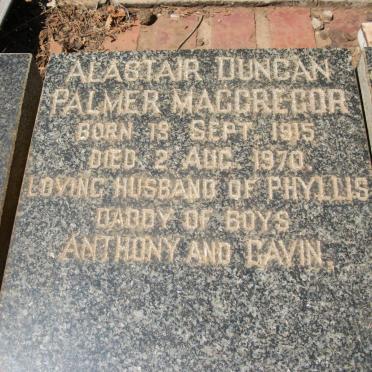 ALASTAIR DUNCAN
PALMER MACGREGOR
BORN 13 SEPT. 1915
DIED 2 AUG. 1970
LOVING HUSBAND OF PHYLLIS
DADDY OF BOYS
ANTHONY AND GAVIN.